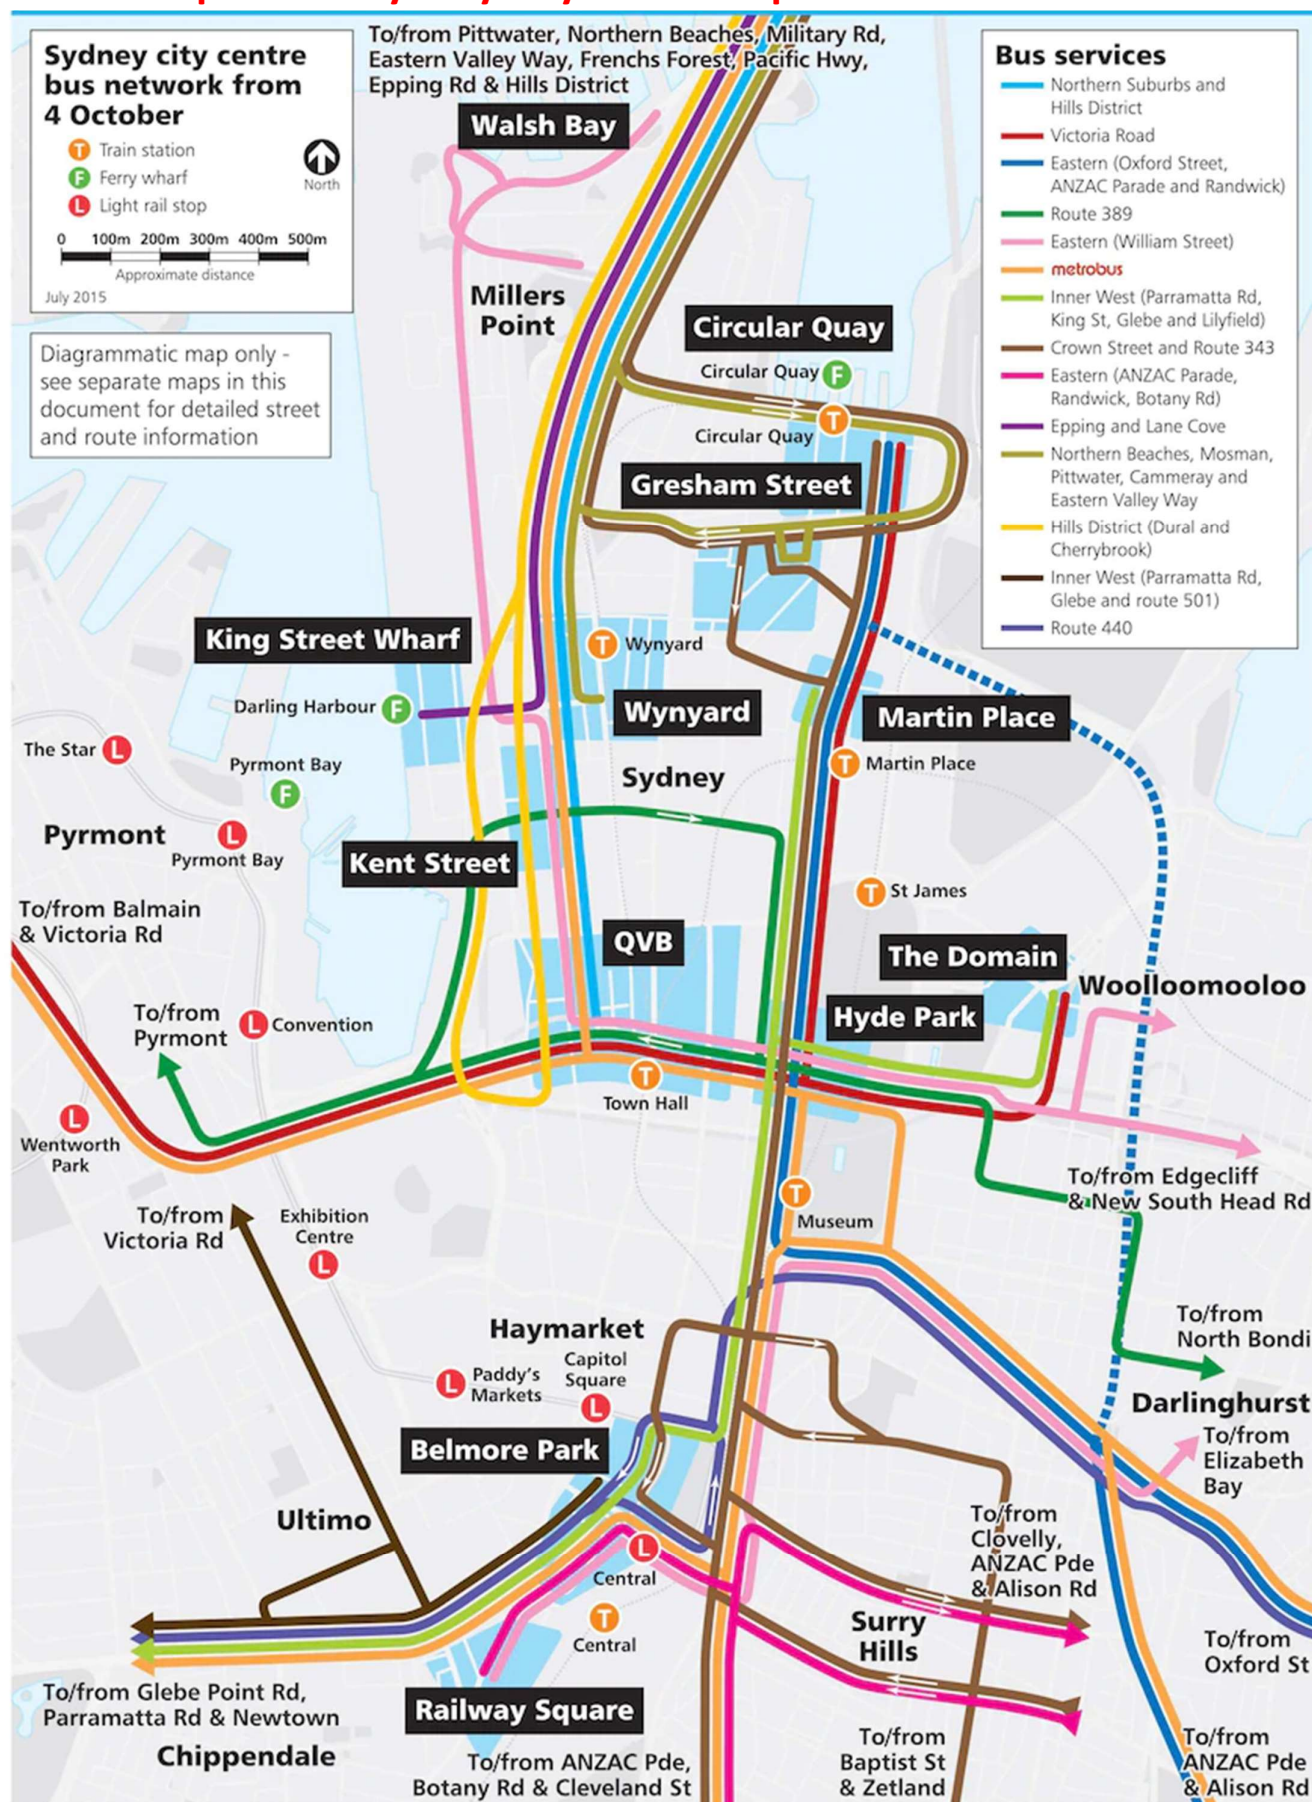 Sydney city centre
bus network from
4 October
T Train station
F Ferry wharf
L Light rail stop
North
0 100m 200m 300m 400m 500m
Approximate distance
July 2015
Diagrammatic map only -
see separate maps in this
document for detailed street
and route information
To/from Pittwater, Northern Beaches, Military Rd,
Eastern Valley Way, Frenchs Forest, Pacific Hwy,
Epping Rd & Hills District
Bus services
Northern Suburbs and
Hills District
Victoria Road
Eastern (Oxford Street,
ANZAC Parade and Randwick)
Route 389
Eastern (William Street)
metrobus
Inner West (Parramatta Rd,
King St, Glebe and Lilyfield)
Crown Street and Route 343
Eastern (ANZAC Parade,
Randwick, Botany Rd)
Epping and Lane Cove
Northern Beaches, Mosman,
Pittwater, Cammeray and
Eastern Valley Way
Hills District (Dural and
Cherrybrook)
Inner West (Parramatta Rd,
Glebe and route 501)
Route 440
Walsh Bay
Millers
Point
Circular Quay
Circular Quay F
T
Circular Quay
Gresham Street
King Street Wharf
T Wynyard
Darling Harbour F
Wynyard
Martin Place
The Star L
Pyrmont Bay
F
Sydney
T Martin Place
Pyrmont
L
Pyrmont Bay
Kent Street
T St James
To/from Balmain
& Victoria Rd
QVB
The Domain
Woolloomooloo
To/from
Pyrmont
L Convention
Hyde Park
T
Town Hall
L
Wentworth
Park
To/from Edgecliff
& New South Head Rd
T
Museum
To/from
Victoria Rd
Exhibition
Centre
L
To/from
North Bondi
Haymarket
Capitol
Square
L
L Paddy's
Markets
Darlinghurst
Belmore Park
To/from
Elizabeth
Bay
Ultimo
To/from
Clovelly,
ANZAC Pde
& Alison Rd
L
Central
T
Central
Surry
Hills
To/from
Oxford St
To/from Glebe Point Rd,
Parramatta Rd & Newtown
Railway Square
Chippendale
To/from ANZAC Pde,
Botany Rd & Cleveland St
To/from
Baptist St
& Zetland
To/from
ANZAC Pde
& Alison Rd